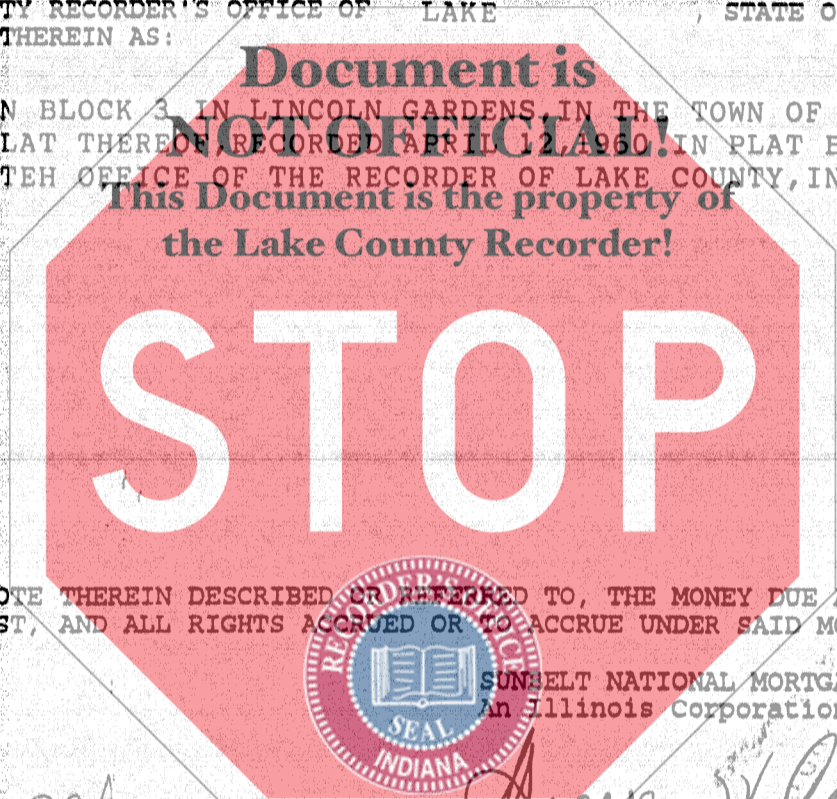 TY RECORDER'S OFFICE OF LAKE , STATE O
THEREIN AS:
Document is
N BLOCK 3 IN LINCOLN GARDENS,IN THE TOWN OF
NOT OFFICIAL!
LAT THEREOF,RECORDED APRIL 12,1960,IN PLAT
TEH OFFICE OF THE RECORDER OF LAKE COUNTY,IN
This Document is the property of
the Lake County Recorder!
STOP
OTE THEREIN DESCRIBED OR REFERRED TO, THE MONEY DUE
ST, AND ALL RIGHTS ACCRUED OR TO ACCRUE UNDER SAID MO
RECORDER'S OFFICE
SEAL
INDIANA
SUNBELT NATIONAL MORTG
An Illinois Corporation